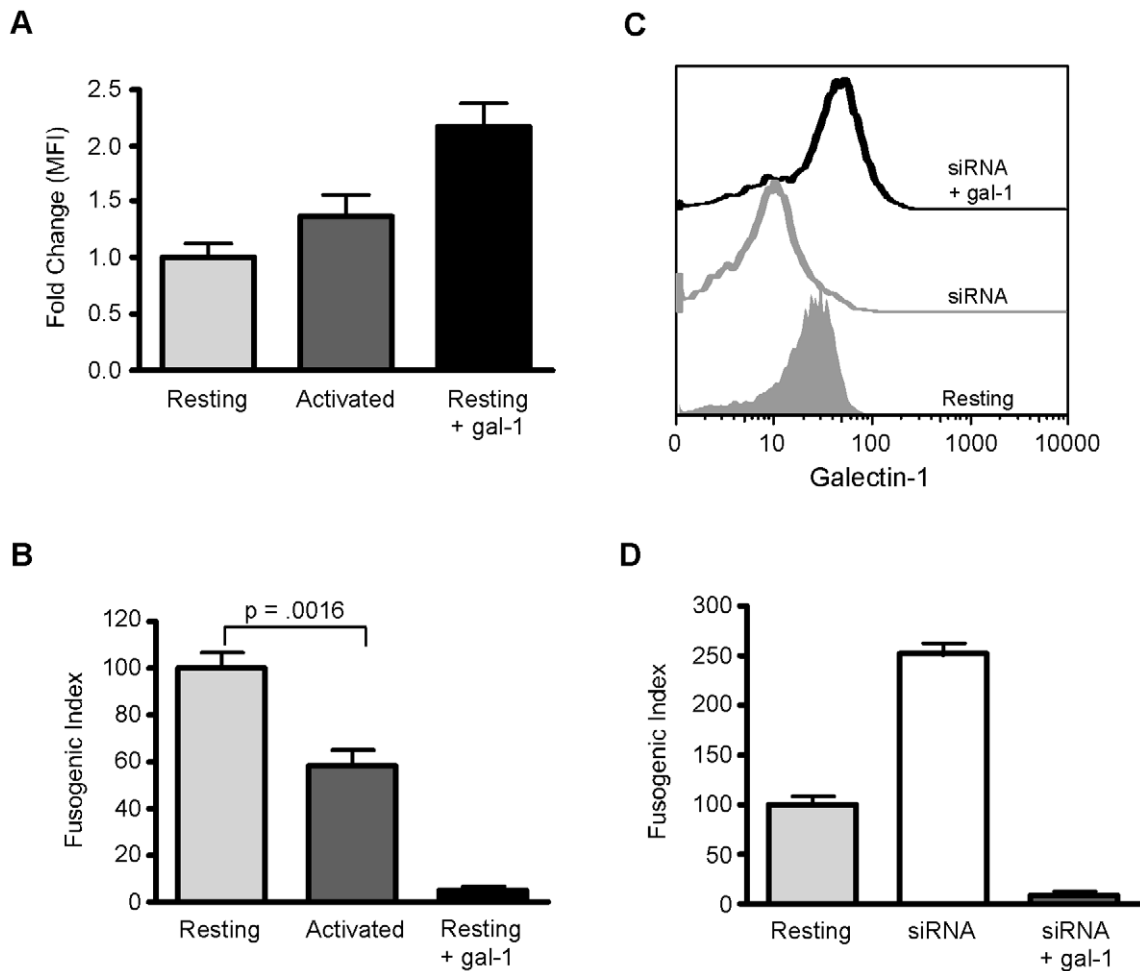 A
Fold Change (MFI)
2.5
2.0
1.5
1.0
0.5
0.0
Resting
Activated
Resting
+ gal-1
C
siRNA
+ gal-1
siRNA
Resting
0 10 100 1000 10000
Galectin-1
B
p = .0016
Fusogenic Index
120
100
80
60
40
20
0
Resting
Activated
Resting
+ gal-1
D
Fusogenic Index
300
250
200
150
100
50
0
Resting
siRNA
siRNA
+ gal-1